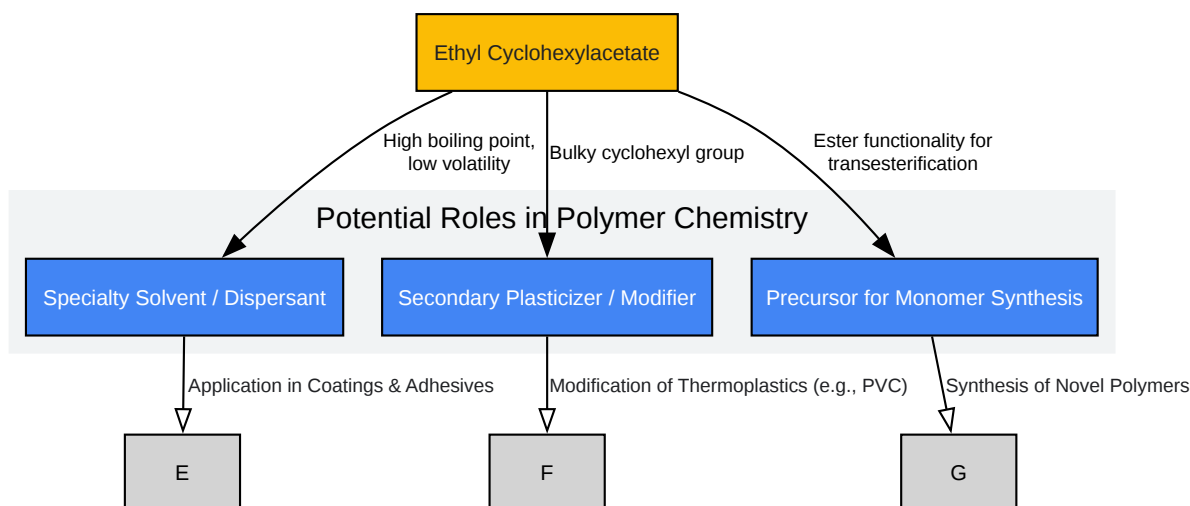 Ethyl Cyclohexylacetate
High boiling point,
low volatility
Bulky cyclohexyl group
Ester functionality for
transesterification
Potential Roles in Polymer Chemistry
Specialty Solvent / Dispersant
Secondary Plasticizer / Modifier
Precursor for Monomer Synthesis
Application in Coatings & Adhesives
Modification of Thermoplastics (e.g., PVC)
Synthesis of Novel Polymers
E
F
G